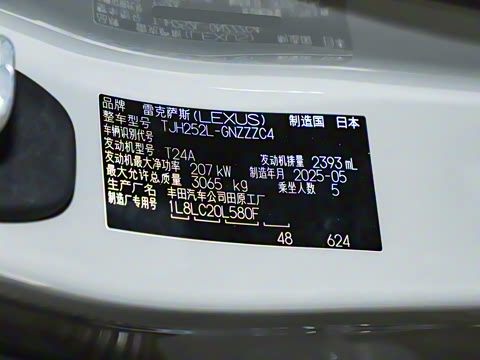 品牌 雷克萨斯(LEXUS) 制造国 日本
整车型号 TJH252L-GNZZZC4
车辆识别代号
发动机型号 T24A 发动机排量 2393 mL
发动机最大净功率 207 kW 制造年月 2025-05
最大允许总质量 3065 kg 乘坐人数 5
生产厂名 丰田汽车公司田原工厂
制造厂专用号 1L8LC20L580F
48 624